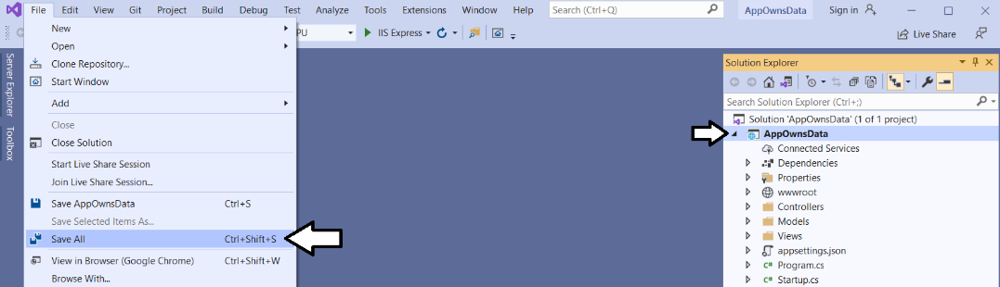 File Edit View Git Project Build Debug Test Analyze Tools Extensions Window Help Search (Ctrl+Q) AppOwnsData Sign in
PU IIS Express Live Share
Server Explorer
Toolbox
New
Open
Clone Repository...
Start Window
Add
Close
Close Solution
Start Live Share Session
Join Live Share Session...
Save AppOwnsData Ctrl+S
Save Selected Items As...
Save All Ctrl+Shift+S
View in Browser (Google Chrome) Ctrl+Shift+W
Browse With...
Solution Explorer
Search Solution Explorer (Ctrl+;)
Solution 'AppOwnsData' (1 of 1 project)
AppOwnsData
Connected Services
Dependencies
Properties
wwwroot
Controllers
Models
Views
appsettings.json
C# Program.cs
C# Startup.cs